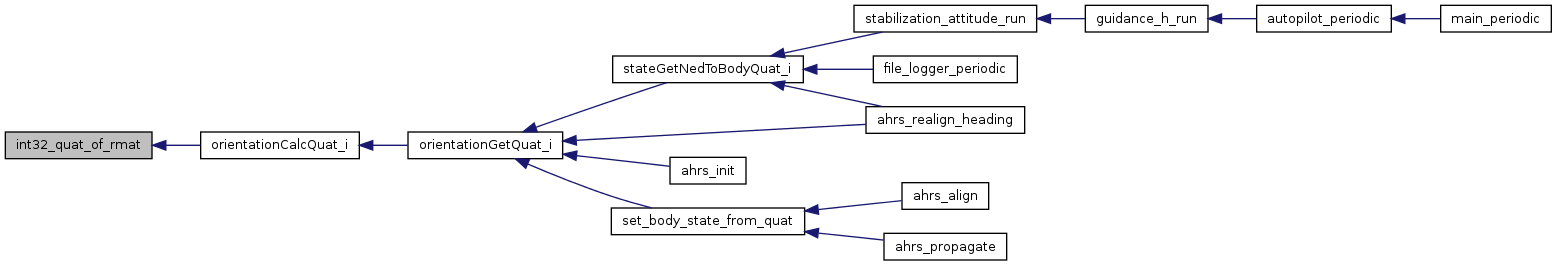 int32_quat_of_rmat
orientationCalcQuat_i
orientationGetQuat_i
stateGetNedToBodyQuat_i
stabilization_attitude_run
guidance_h_run
autopilot_periodic
main_periodic
file_logger_periodic
ahrs_realign_heading
ahrs_init
set_body_state_from_quat
ahrs_align
ahrs_propagate